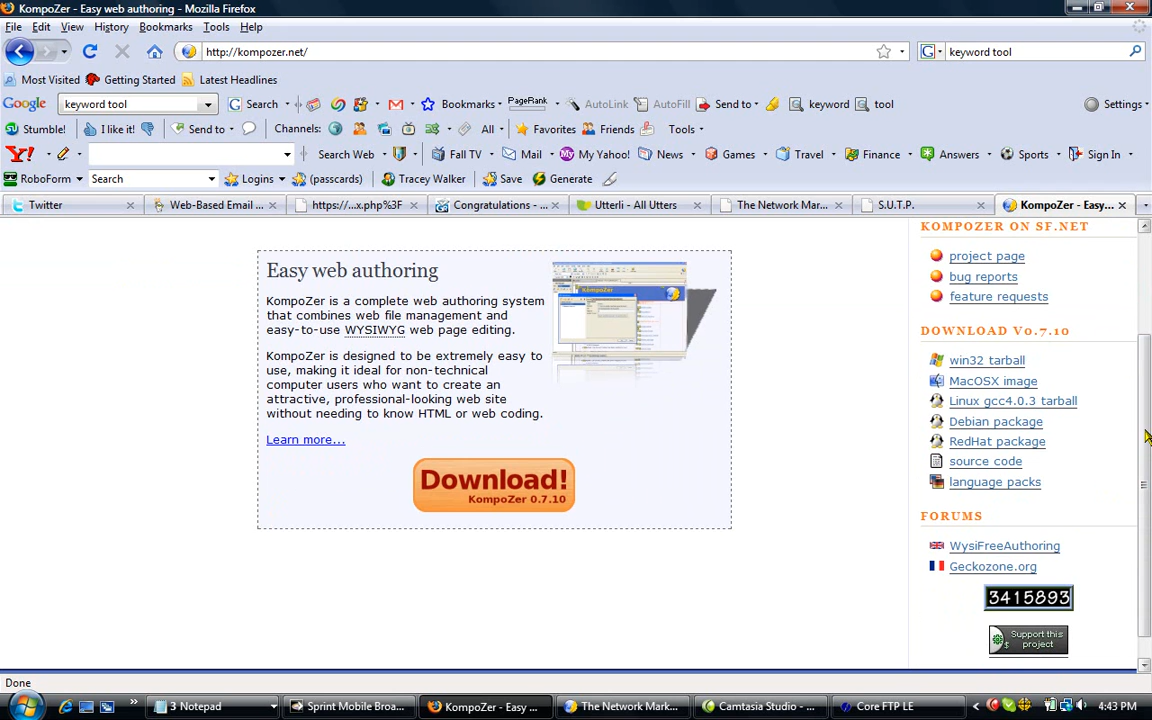 KompoZer - Easy web authoring - Mozilla Firefox
File Edit View History Bookmarks Tools Help
http://kompozer.net/ keyword tool
Most Visited Getting Started Latest Headlines
Google keyword tool Search Bookmarks PageRank AutoLink AutoFill Send to keyword tool Settings
Stumble! I like it! Send to Channels: All Favorites Friends Tools
Y! Search Web Fall TV Mail My Yahoo! News Games Travel Finance Answers Sports Sign In
RoboForm Search Logins (passcards) Tracey Walker Save Generate
Twitter Web-Based Email ... https:/...x.php%3F Congratulations - ... Utterli - All Utters The Network Mar... S.U.T.P. KompoZer - Easy...
KOMPOZER ON SF.NET
project page
bug reports
feature requests
DOWNLOAD V0.7.10
win32 tarball
MacOSX image
Linux gcc4.0.3 tarball
Debian package
RedHat package
source code
language packs
FORUMS
WysiFreeAuthoring
Geckozone.org
3415893
Support this
$ project
Easy web authoring
KompoZer is a complete web authoring system
that combines web file management and
easy-to-use WYSIWYG web page editing.
KompoZer is designed to be extremely easy to
use, making it ideal for non-technical
computer users who want to create an
attractive, professional-looking web site
without needing to know HTML or web coding.
Learn more...
Download!
KompoZer 0.7.10
Done
3 Notepad Sprint Mobile Broa... KompoZer - Easy ... The Network Mark... Camtasia Studio - ... Core FTP LE 4:43 PM